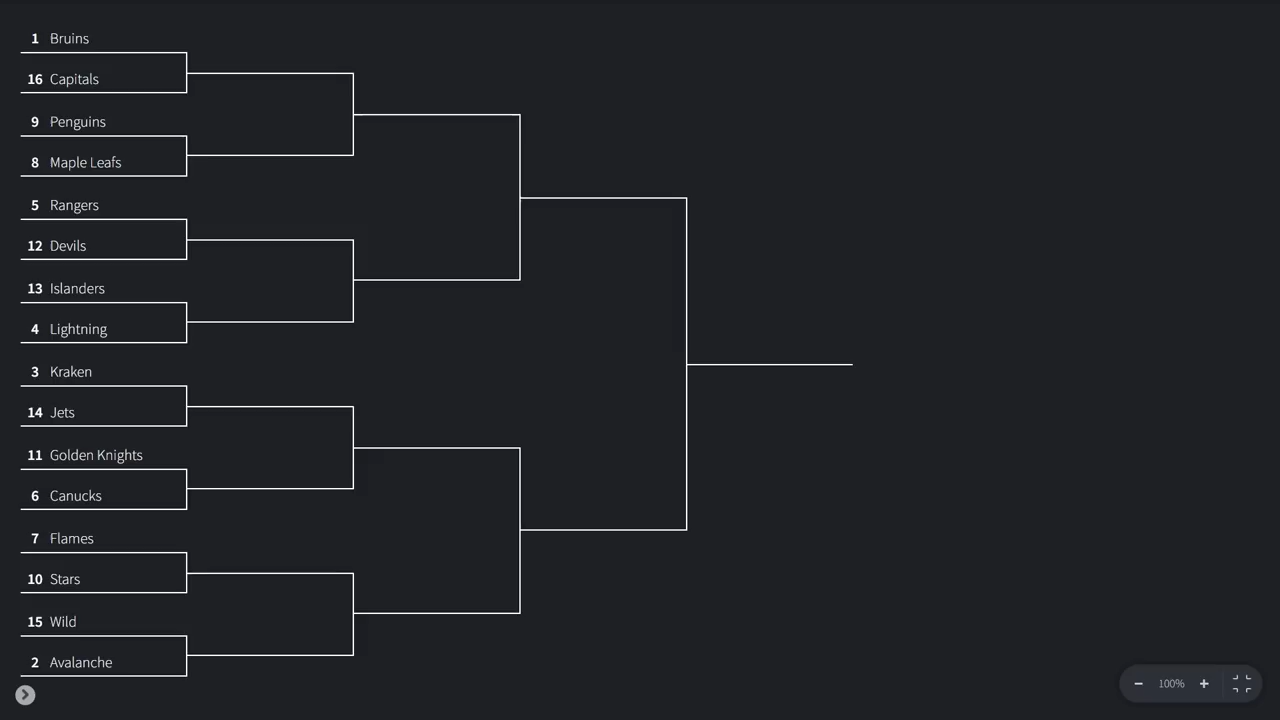 1 Bruins
16 Capitals
9 Penguins
8 Maple Leafs
5 Rangers
12 Devils
13 Islanders
4 Lightning
3 Kraken
14 Jets
11 Golden Knights
6 Canucks
7 Flames
10 Stars
15 Wild
2 Avalanche
− 100% +